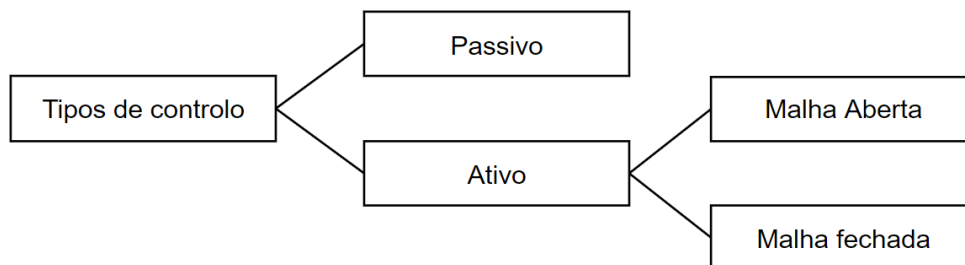 Tipos de controlo
Passivo
Ativo
Malha Aberta
Malha fechada